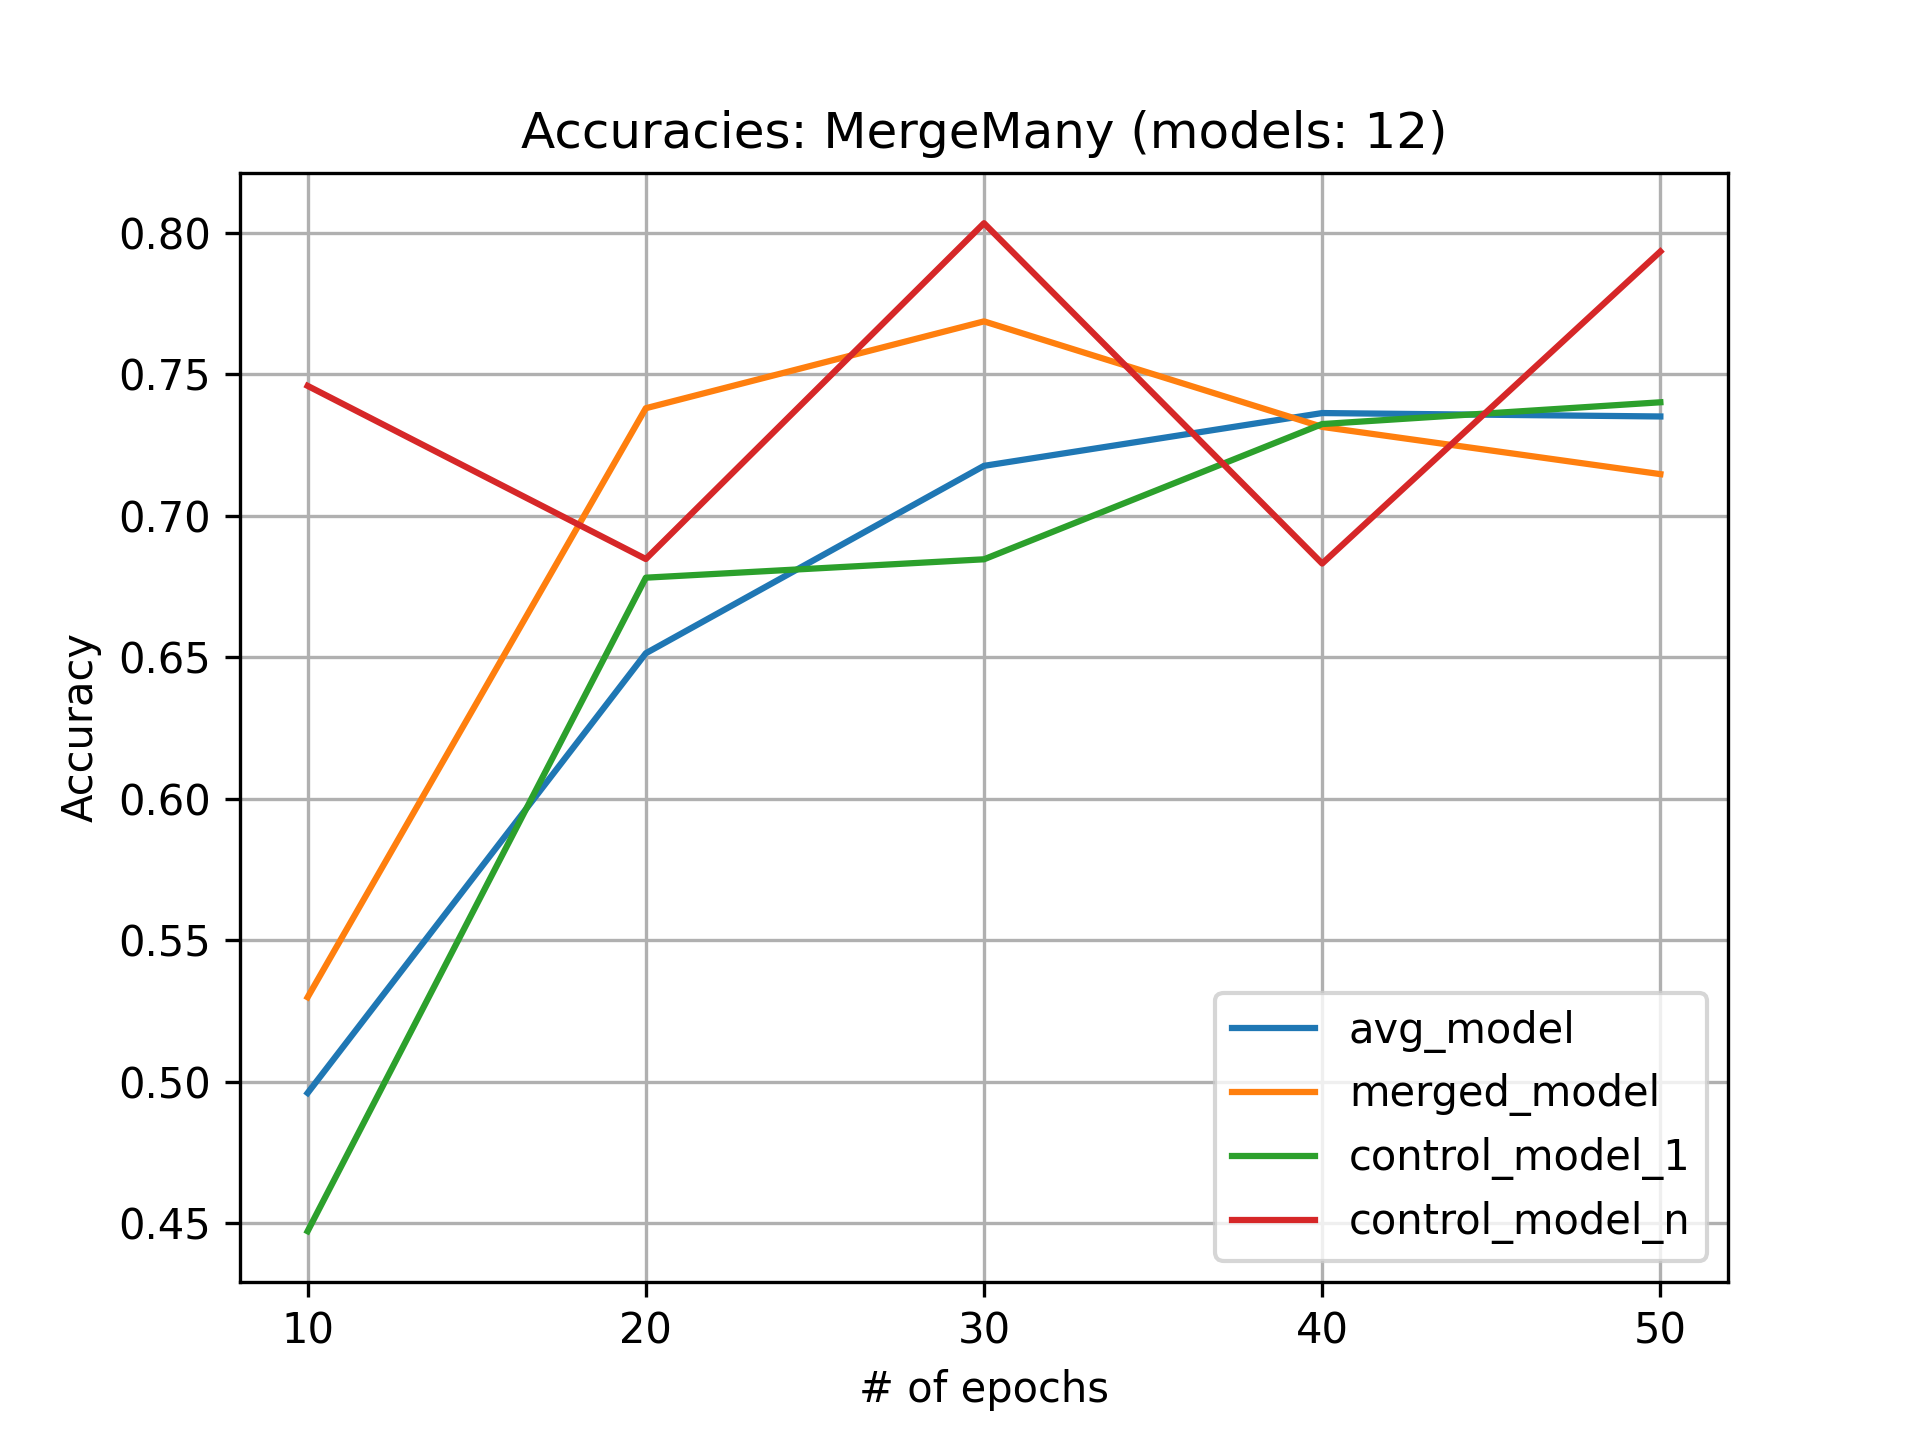 Accuracies: MergeMany (models: 12)
0.80
0.75
0.70
0.65
0.60
0.55
0.50
0.45
Accuracy
10 20 30 40 50
# of epochs
avg_model
merged_model
control_model_1
control_model_n